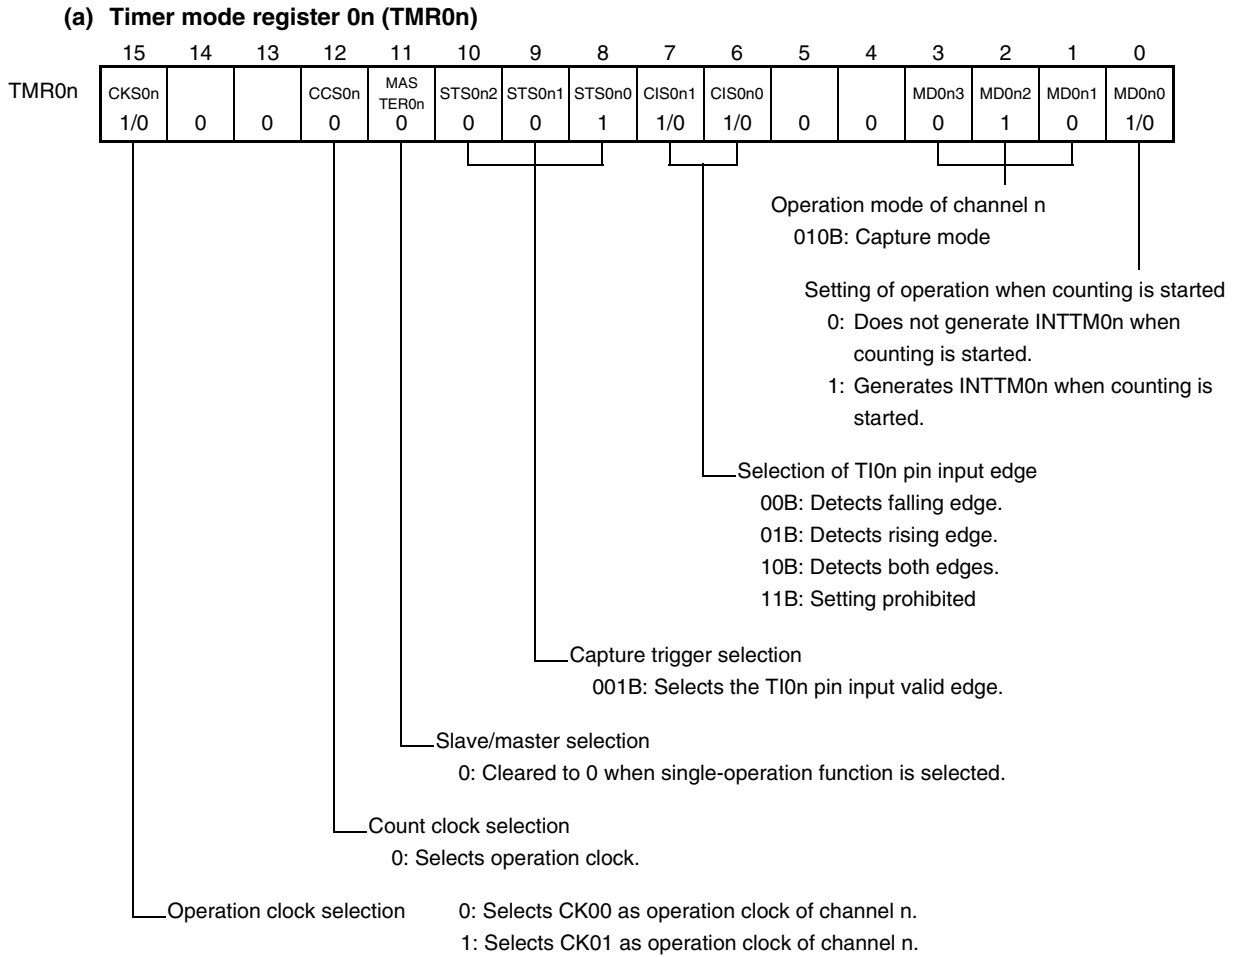 (a) Timer mode register 0n (TMR0n)
15 14 13 12 11 10 9 8 7 6 5 4 3 2 1 0
TMR0n CKS0n CCS0n MAS TER0n STS0n2 STS0n1 STS0n0 CIS0n1 CIS0n0 MD0n3 MD0n2 MD0n1 MD0n0
1/0 0 0 0 0 0 0 1 1/0 1/0 0 0 0 1 0 1/0
Operation mode of channel n
010B: Capture mode
Setting of operation when counting is started
0: Does not generate INTTM0n when
counting is started.
1: Generates INTTM0n when counting is
started.
Selection of TI0n pin input edge
00B: Detects falling edge.
01B: Detects rising edge.
10B: Detects both edges.
11B: Setting prohibited
Capture trigger selection
001B: Selects the TI0n pin input valid edge.
Slave/master selection
0: Cleared to 0 when single-operation function is selected.
Count clock selection
0: Selects operation clock.
Operation clock selection 0: Selects CK00 as operation clock of channel n.
1: Selects CK01 as operation clock of channel n.